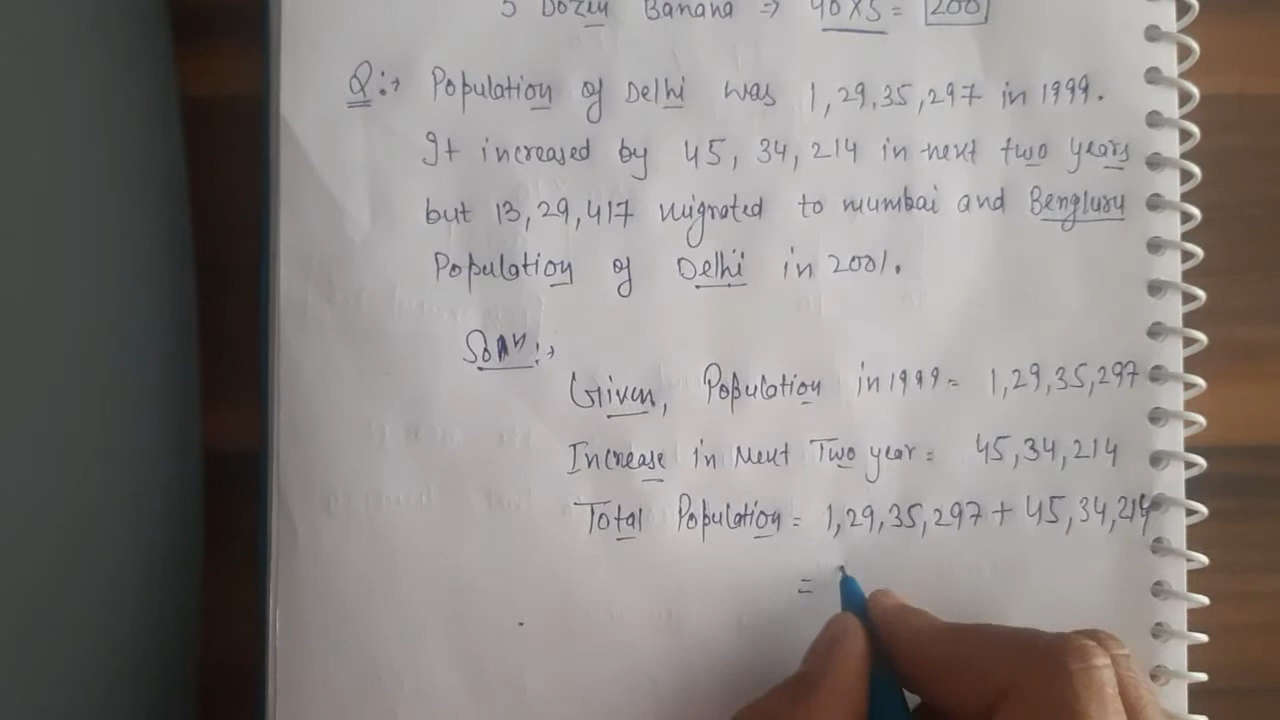 5 Dozen Banana ⇒ 40×5 = 200
Q:→ Population of Delhi was 1,29,35,297 in 1999.
It increased by 45,34,214 in next two years
but 13,29,417 migrated to mumbai and Bengluru
Population of Delhi in 2001.
Soln:→
Given, Population in 1999 = 1,29,35,297
Increase in Next Two year = 45,34,214
Total Population = 1,29,35,297 + 45,34,214
=